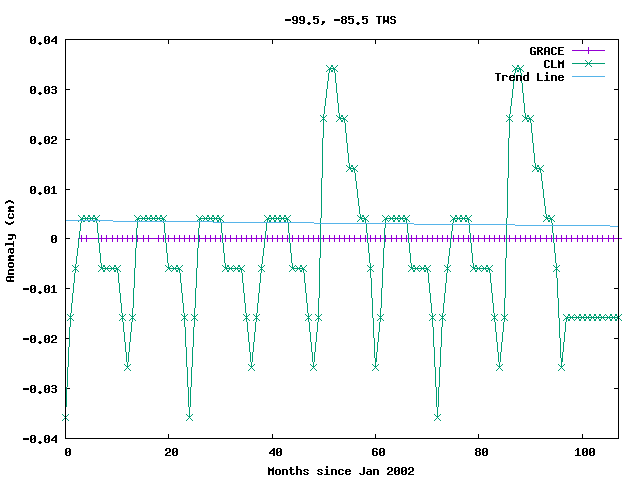 -99.5, -85.5 TWS
GRACE
CLM
Trend Line
0.04
0.03
0.02
0.01
0
-0.01
-0.02
-0.03
-0.04
Anomaly (cm)
0 20 40 60 80 100
Months since Jan 2002